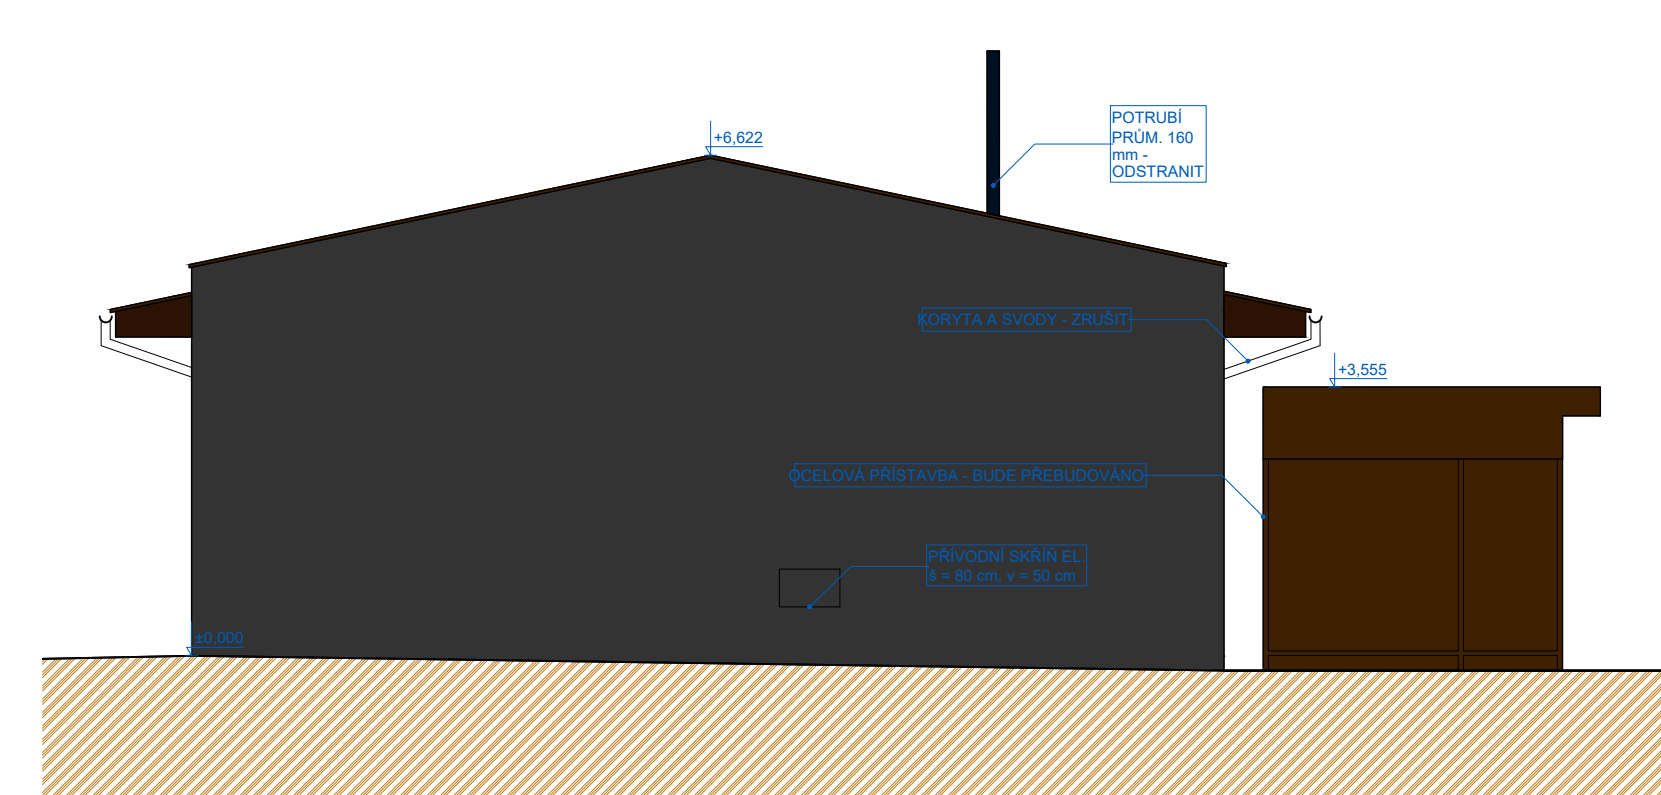 POTRUBÍ
PRŮM. 160
mm -
ODSTRANIT
+6,622
KORYTA A SVODY - ZRUŠIT
+3,555
OCELOVÁ PŘÍSTAVBA - BUDE PŘEBUDOVÁNO
PŘÍVODNÍ SKŘÍŇ EL.
š = 80 cm, v = 50 cm
±0,000